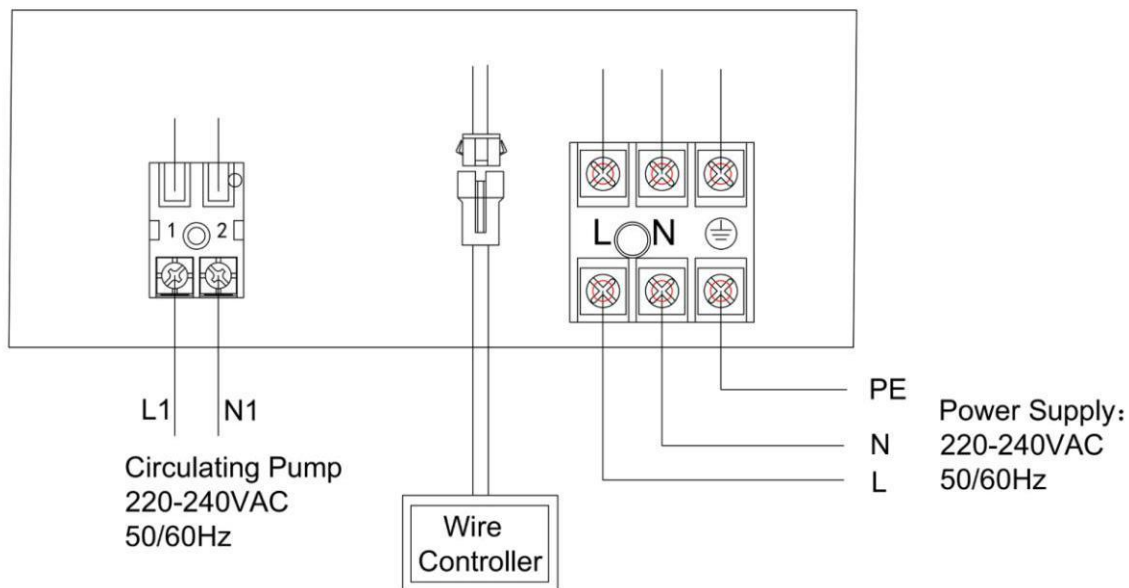 1 2
L N
L1 N1
Circulating Pump
220-240VAC
50/60Hz
Wire
Controller
PE
N
L
Power Supply：
220-240VAC
50/60Hz